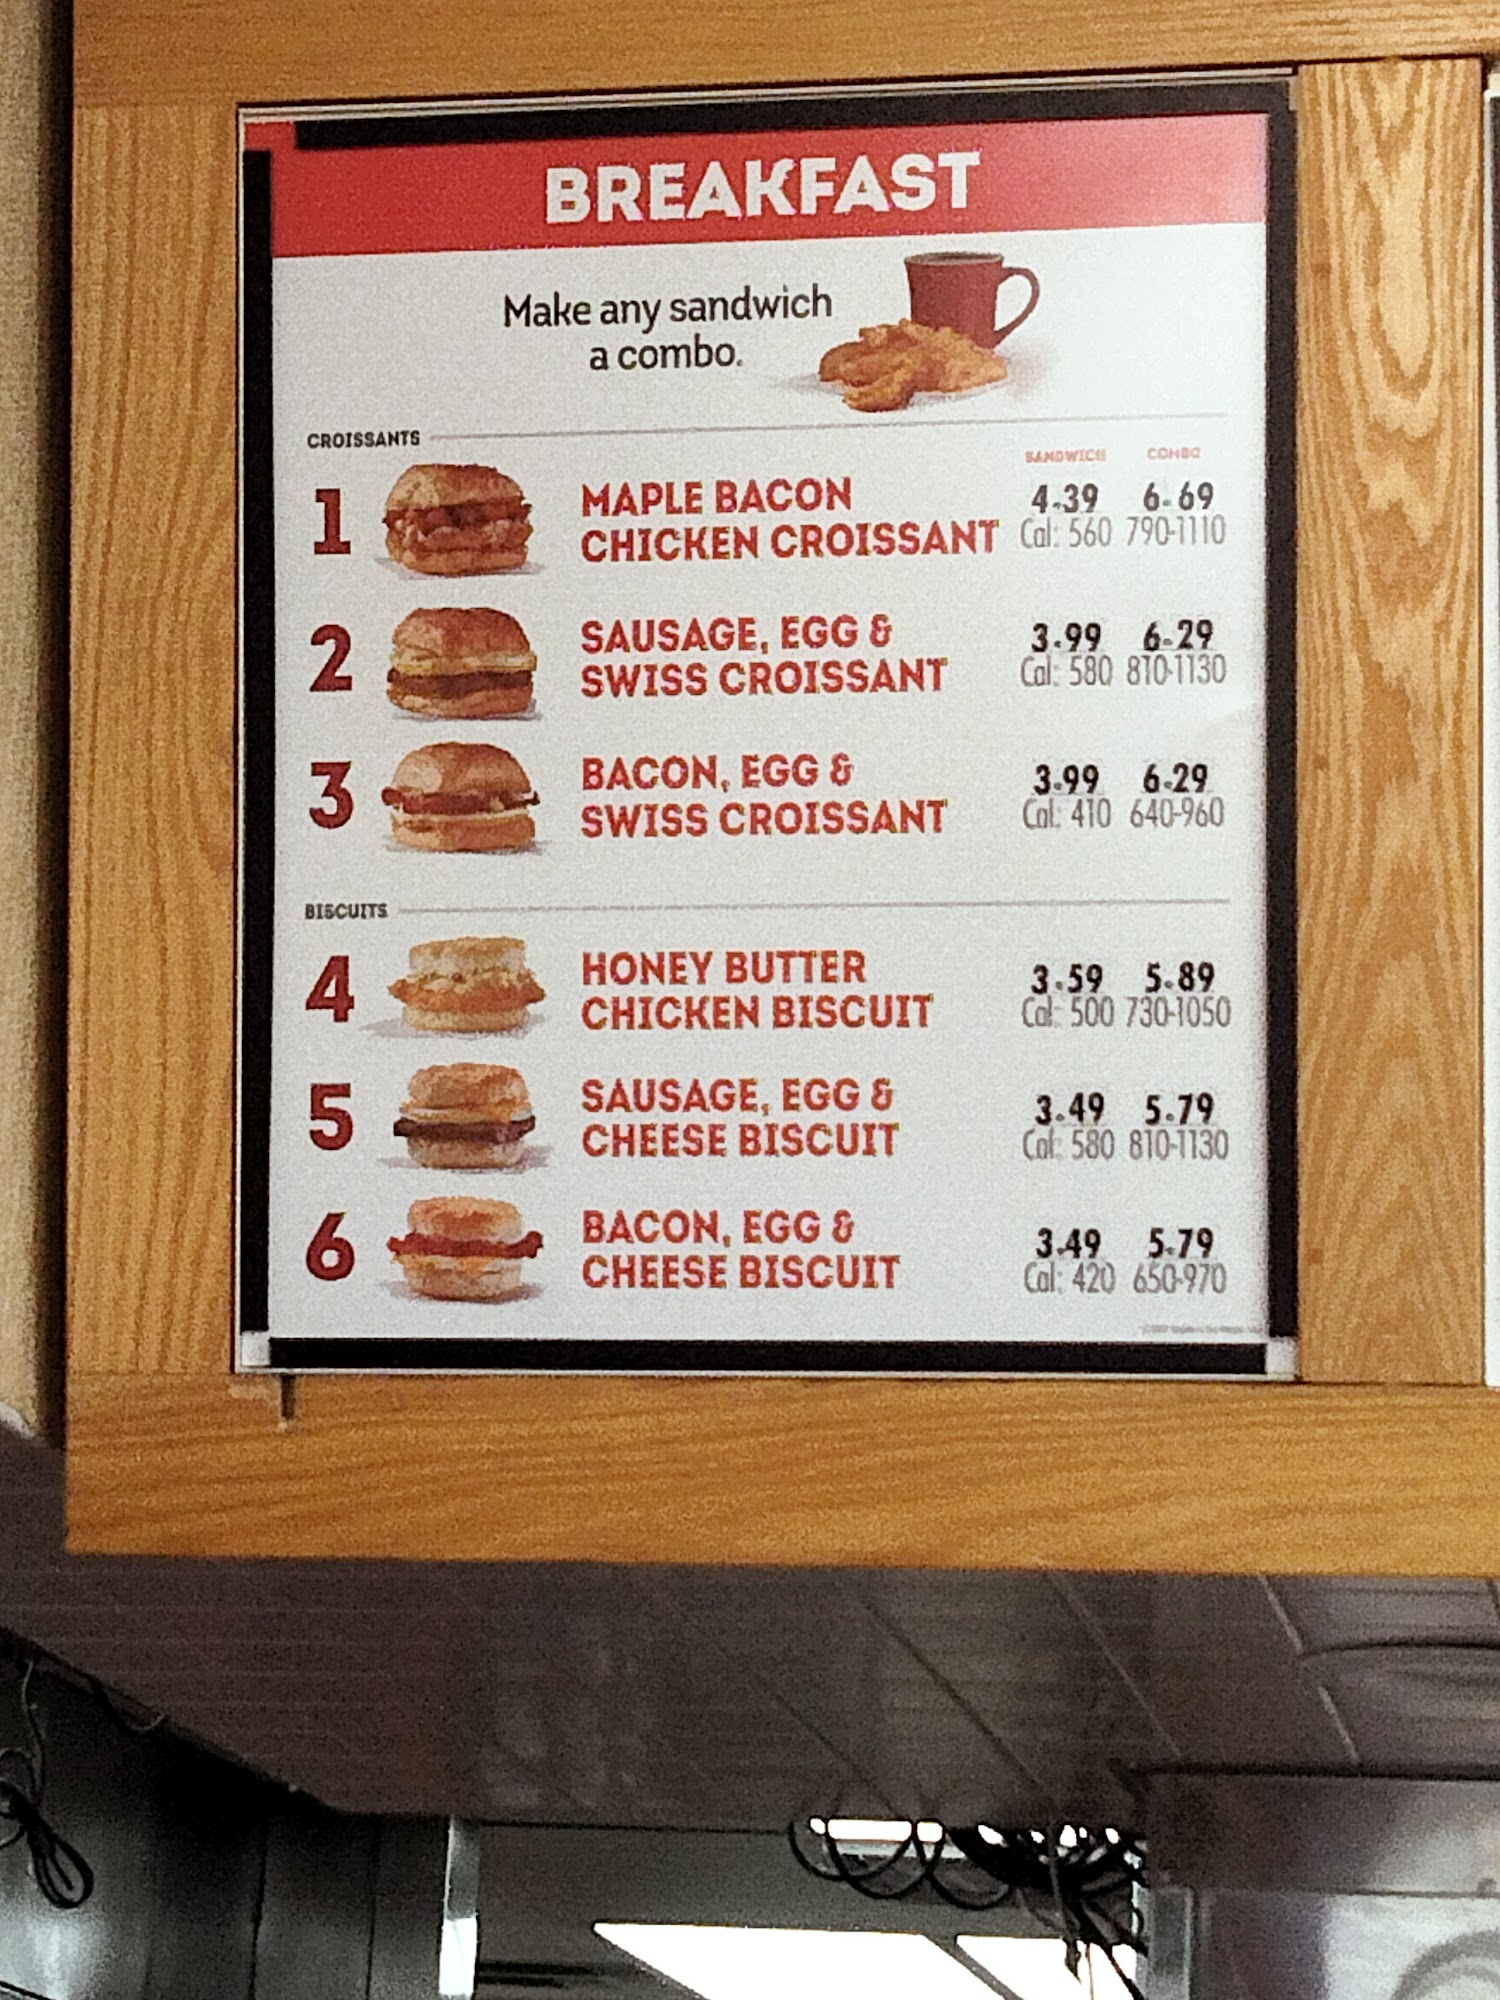 BREAKFAST
Make any sandwich
a combo.
CROISSANTS
SANDWICH COMBO
1 MAPLE BACON 4.39 6.69
CHICKEN CROISSANT Cal: 560 790-1110
2 SAUSAGE, EGG & 3.99 6.29
SWISS CROISSANT Cal: 580 810-1130
3 BACON, EGG & 3.99 6.29
SWISS CROISSANT Cal: 410 640-960
BISCUITS
4 HONEY BUTTER 3.59 5.89
CHICKEN BISCUIT Cal: 500 730-1050
5 SAUSAGE, EGG & 3.49 5.79
CHEESE BISCUIT Cal: 580 810-1130
6 BACON, EGG & 3.49 5.79
CHEESE BISCUIT Cal: 420 650-970